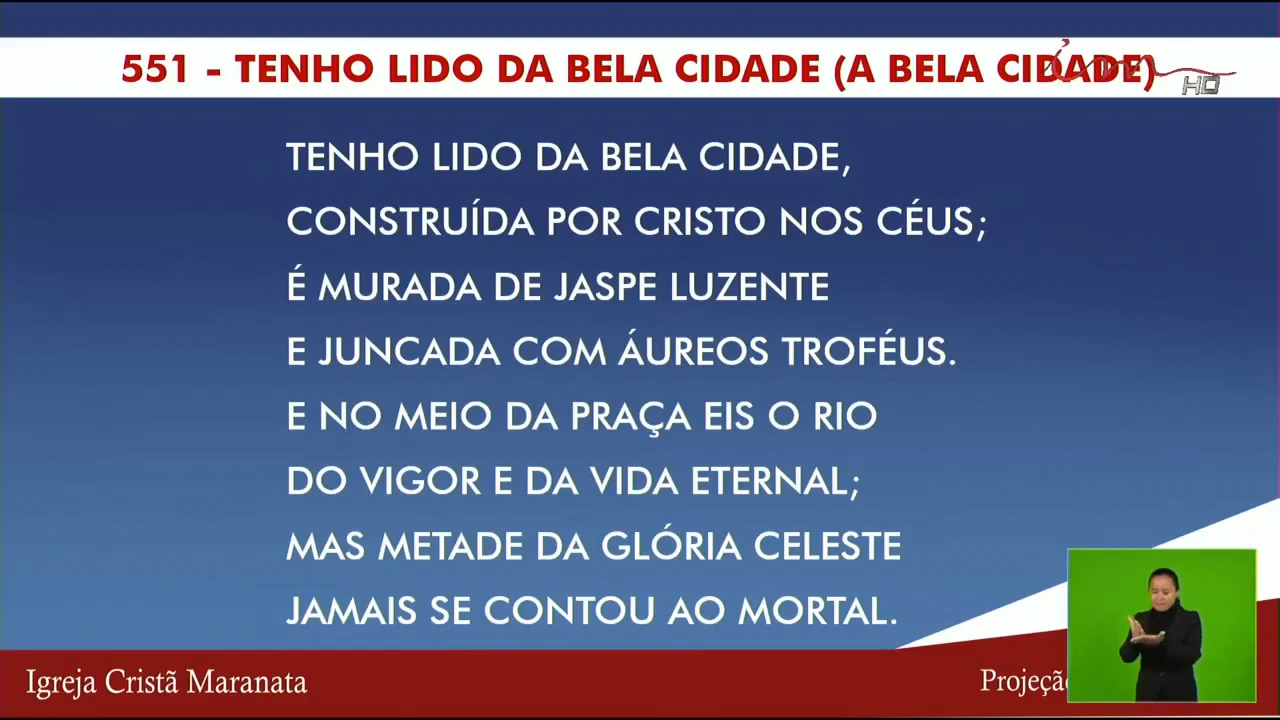 551 - TENHO LIDO DA BELA CIDADE (A BELA CIDADE)
HD
TENHO LIDO DA BELA CIDADE,
CONSTRUÍDA POR CRISTO NOS CÉUS;
É MURADA DE JASPE LUZENTE
E JUNCADA COM ÁUREOS TROFÉUS.
E NO MEIO DA PRAÇA EIS O RIO
DO VIGOR E DA VIDA ETERNAL;
MAS METADE DA GLÓRIA CELESTE
JAMAIS SE CONTOU AO MORTAL.
Igreja Cristã Maranata
Projeção